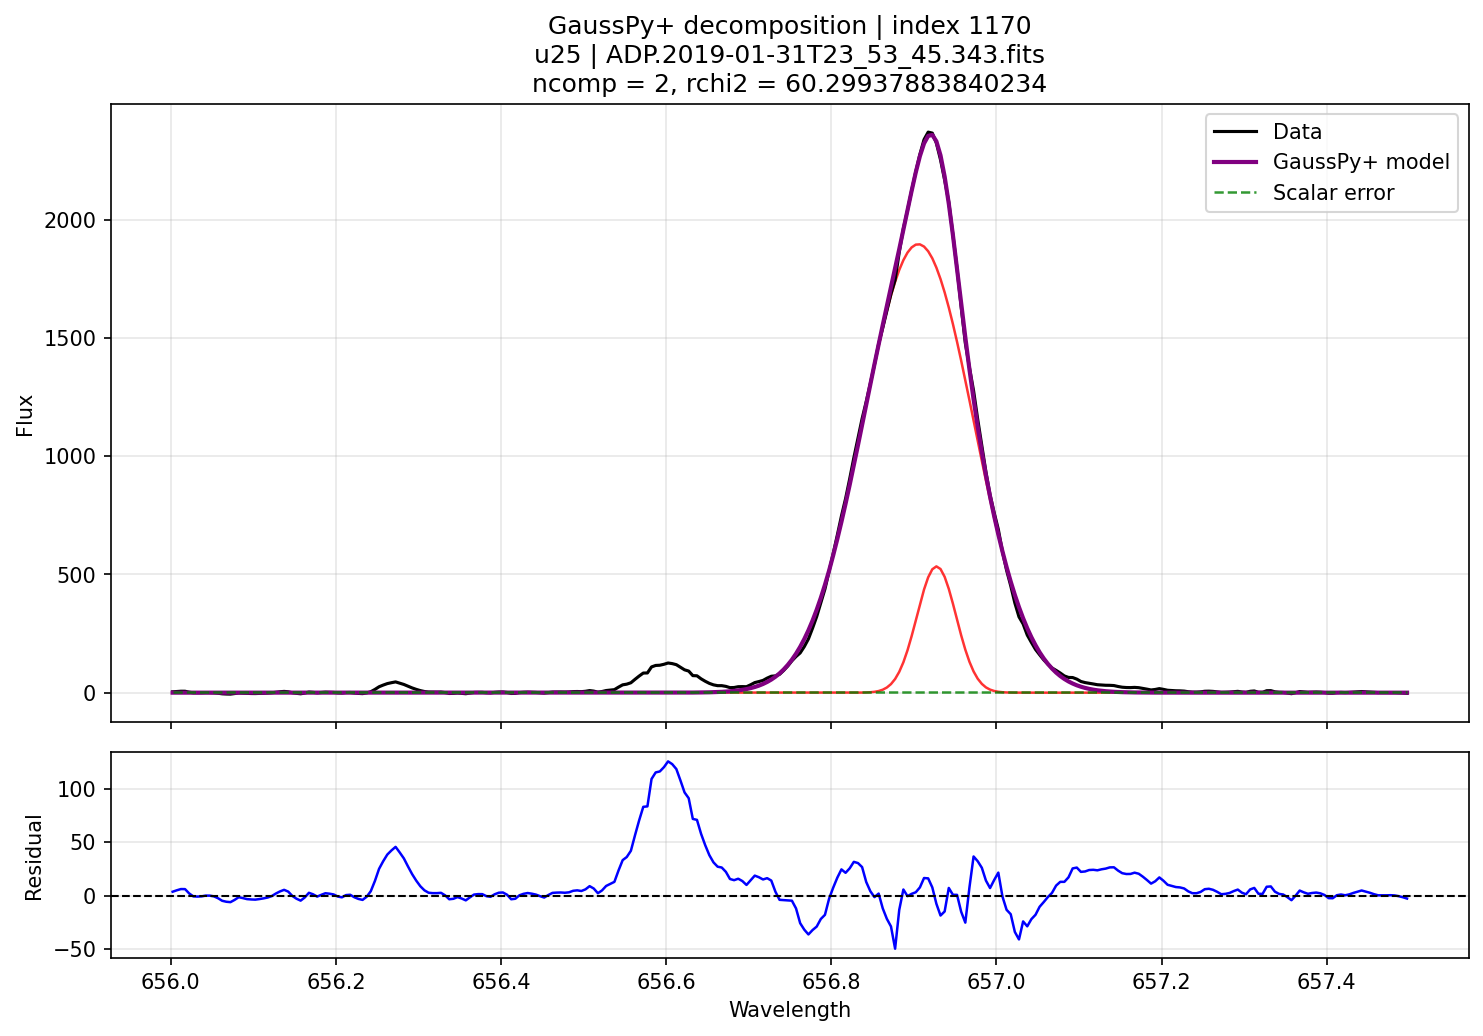 GaussPy+ decomposition | index 1170
u25 | ADP.2019-01-31T23_53_45.343.fits
ncomp = 2, rchi2 = 60.29937883840234
Data
GaussPy+ model
Scalar error
Flux
2000
1500
1000
500
0
Residual
100
50
0
−50
656.0 656.2 656.4 656.6 656.8 657.0 657.2 657.4
Wavelength